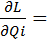 ∂L/∂Qi =